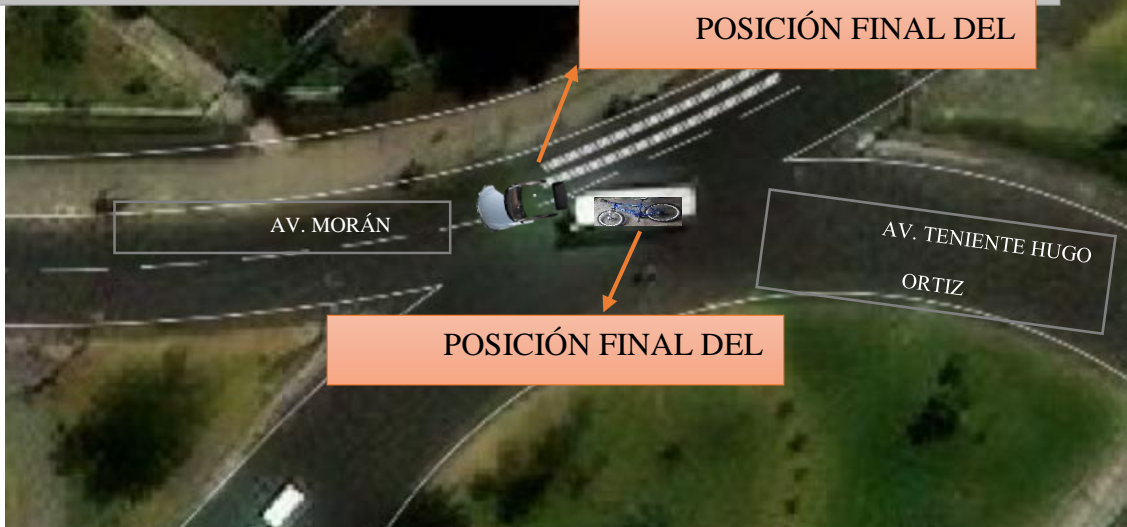 POSICIÓN FINAL DEL
AV. MORÁN
AV. TENIENTE HUGO
ORTIZ
POSICIÓN FINAL DEL